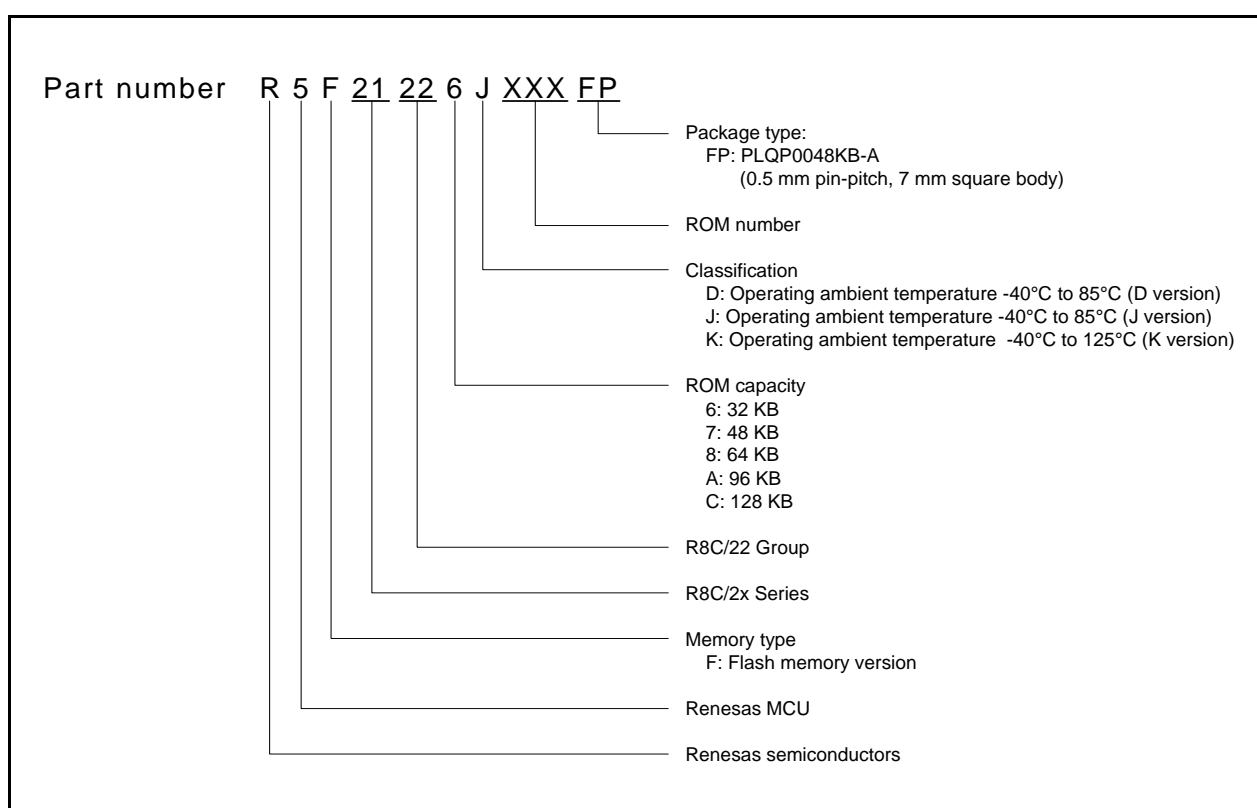 Part number R 5 F 21 22 6 J XXX FP
Package type:
FP: PLQP0048KB-A
(0.5 mm pin-pitch, 7 mm square body)
ROM number
Classification
D: Operating ambient temperature -40°C to 85°C (D version)
J: Operating ambient temperature -40°C to 85°C (J version)
K: Operating ambient temperature -40°C to 125°C (K version)
ROM capacity
6: 32 KB
7: 48 KB
8: 64 KB
A: 96 KB
C: 128 KB
R8C/22 Group
R8C/2x Series
Memory type
F: Flash memory version
Renesas MCU
Renesas semiconductors